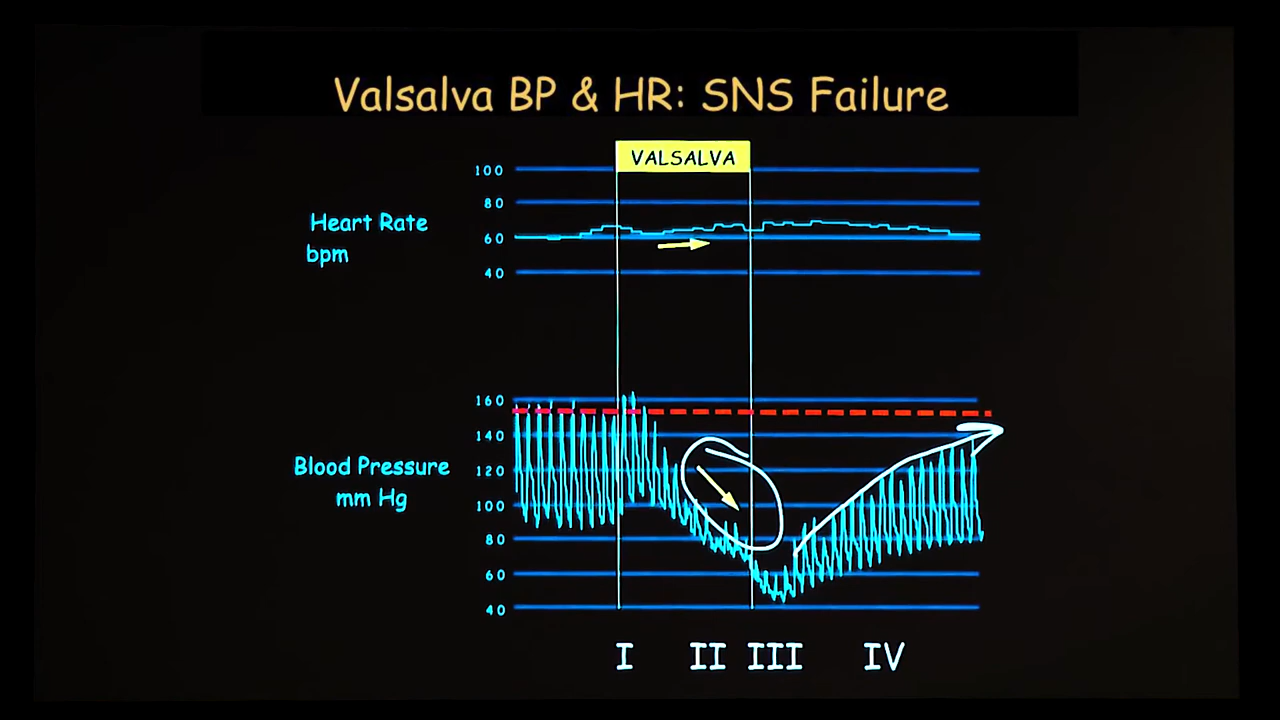 Valsalva BP & HR: SNS Failure
VALSALVA
100
80
Heart Rate
60
bpm
40
160
140
Blood Pressure
120
mm Hg
100
80
60
40
I II III IV